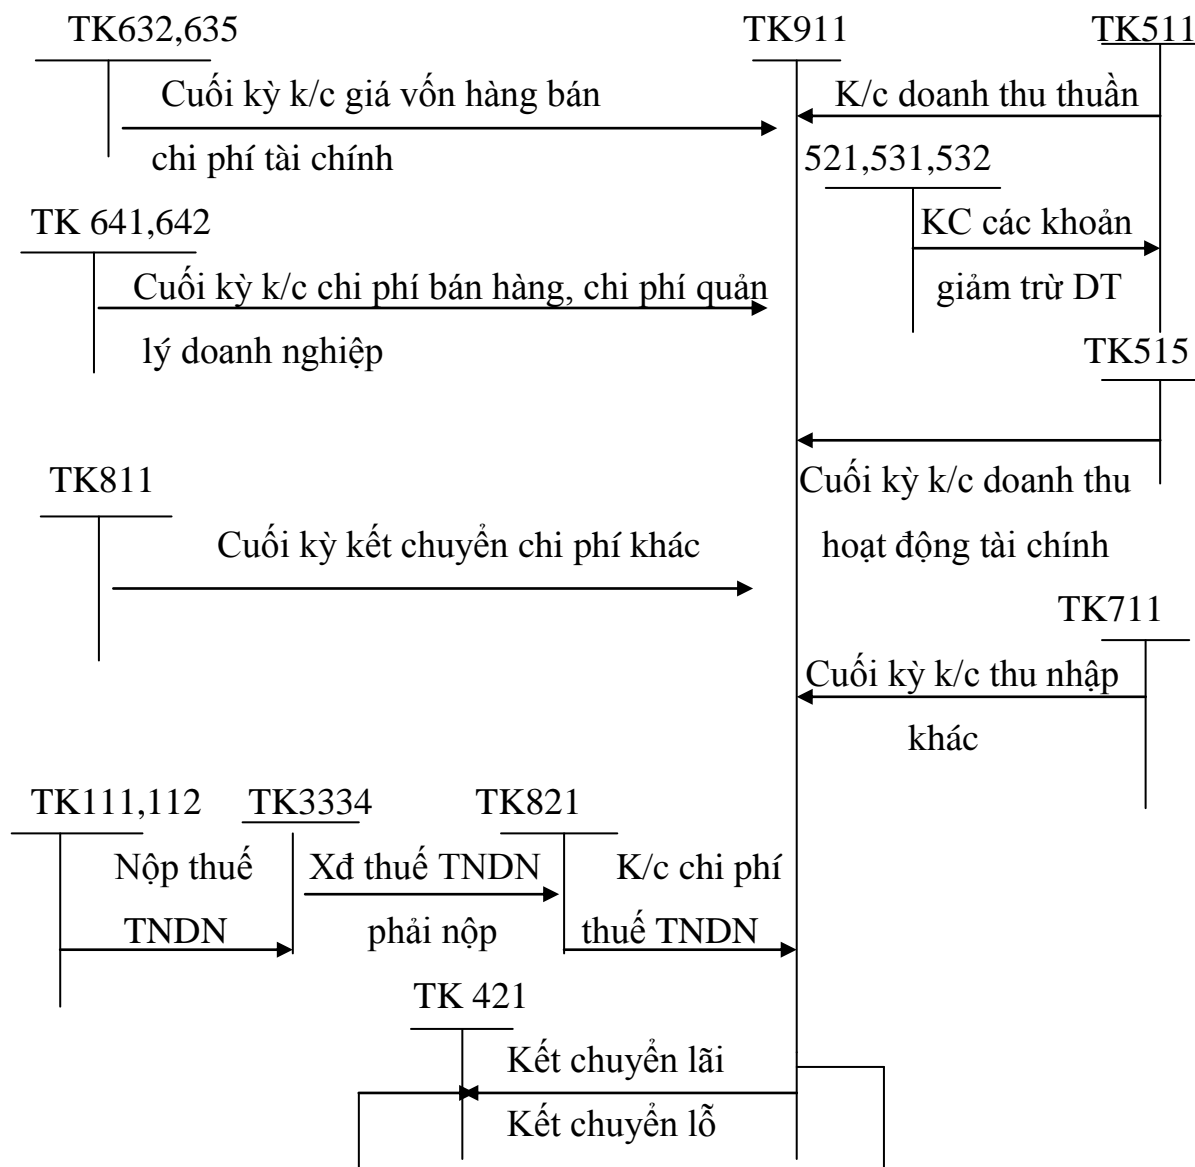 TK632,635
TK911
TK511
Cuối kỳ k/c giá vốn hàng bán
K/c doanh thu thuần
chi phí tài chính
521,531,532
TK 641,642
KC các khoản
Cuối kỳ k/c chi phí bán hàng, chi phí quản
giảm trừ DT
lý doanh nghiệp
TK515
TK811
Cuối kỳ k/c doanh thu
Cuối kỳ kết chuyển chi phí khác
hoạt động tài chính
TK711
Cuối kỳ k/c thu nhập
khác
TK111,112
TK3334
TK821
Nộp thuế
Xđ thuế TNDN
K/c chi phí
TNDN
phải nộp
thuế TNDN
TK 421
Kết chuyển lãi
Kết chuyển lỗ